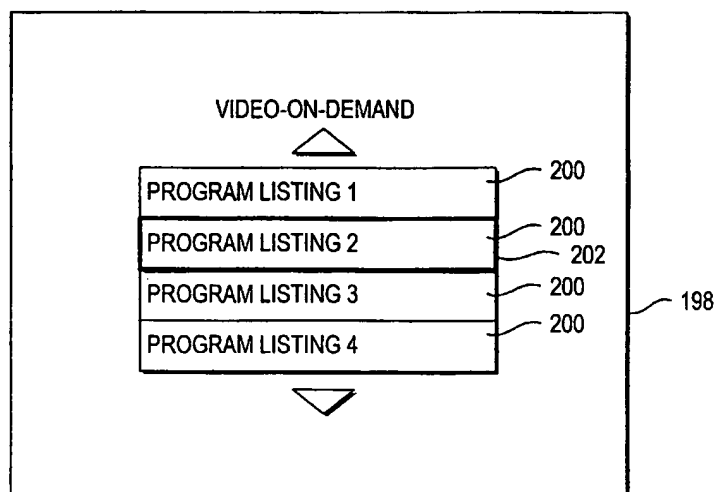 VIDEO-ON-DEMAND
PROGRAM LISTING 1
200
PROGRAM LISTING 2
200
202
PROGRAM LISTING 3
200
198
PROGRAM LISTING 4
200